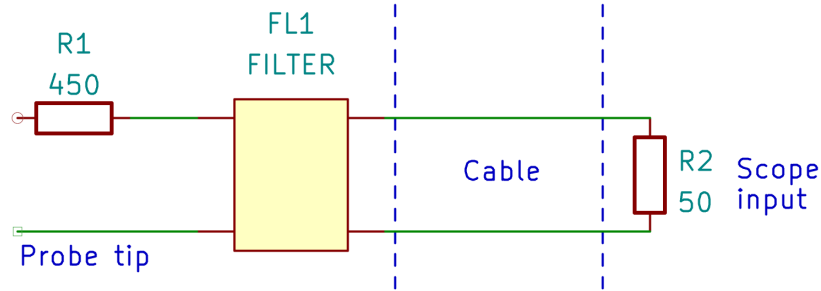 R1
450
FL1
FILTER
Cable
R2
50
Scope
input
Probe tip